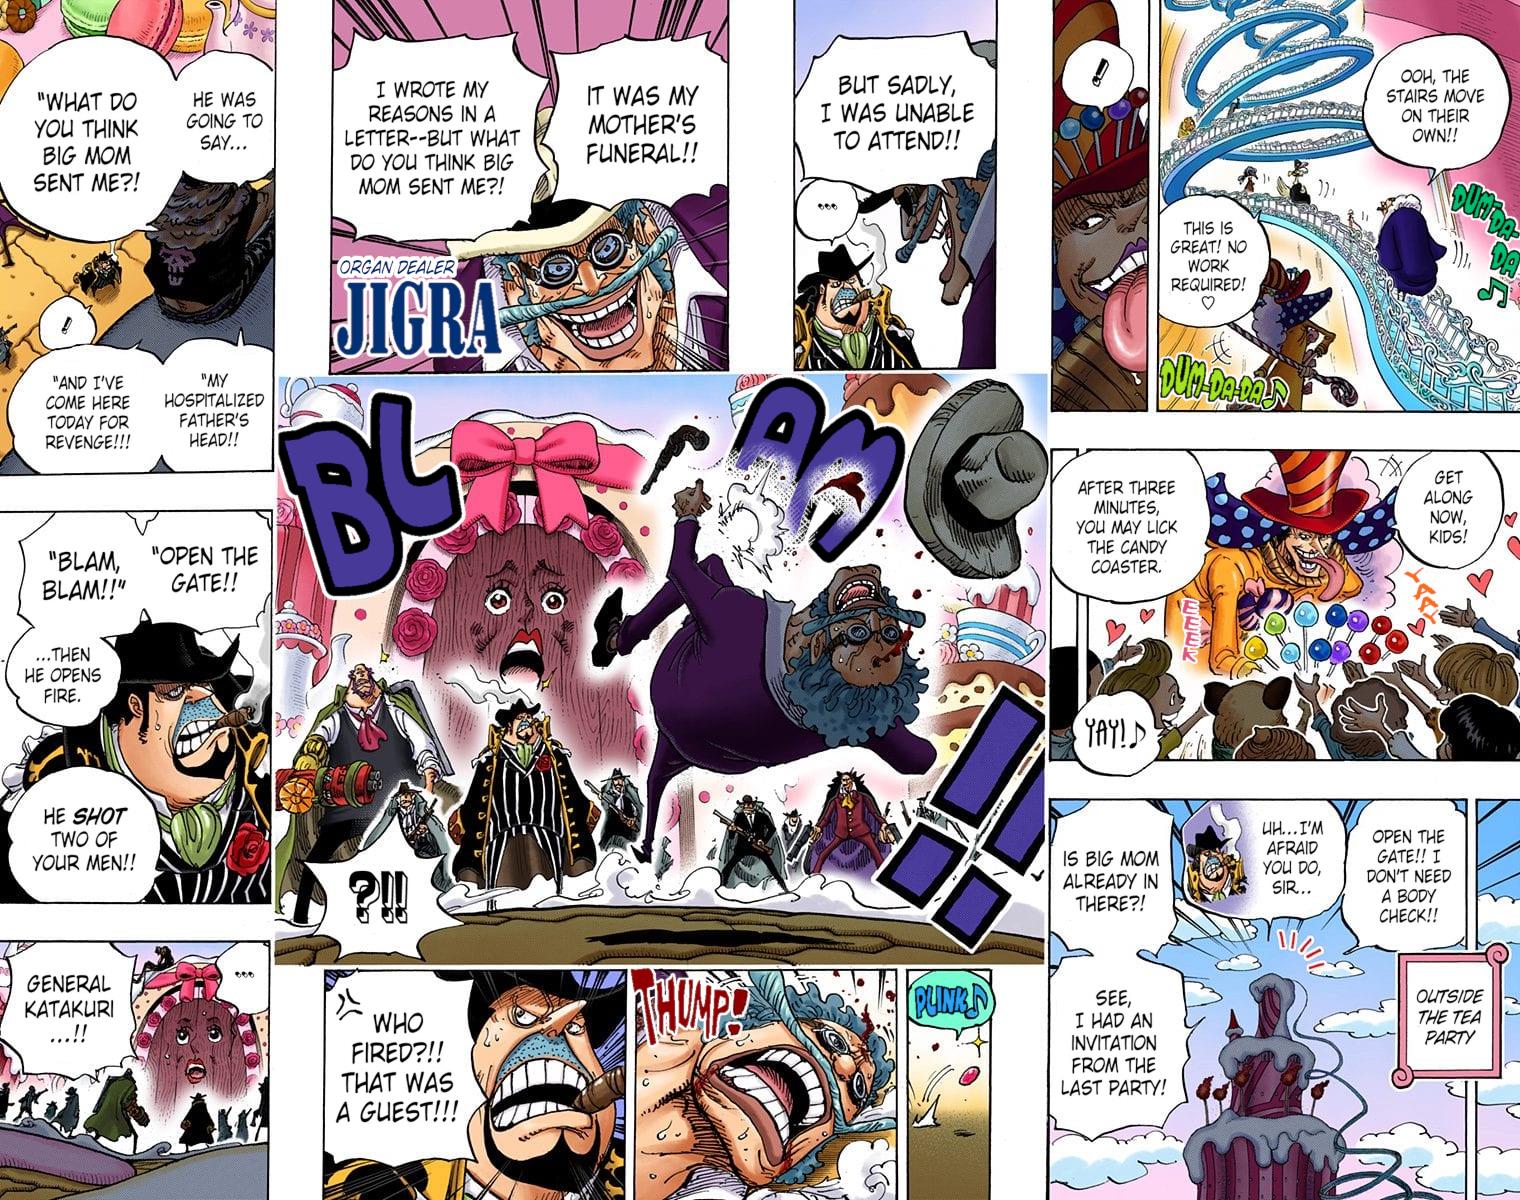 !!
OOH, THE
STAIRS MOVE
ON THEIR
OWN!!
DUM-DA-
DA ♪
THIS IS
GREAT! NO
WORK
REQUIRED!
♡
DUM-DA-DA ♪
GET
ALONG
NOW,
KIDS!
AFTER THREE
MINUTES,
YOU MAY LICK
THE CANDY
COASTER.
YAA
EEEK
YAY! ♪
OUTSIDE
THE TEA
PARTY
OPEN THE
GATE!! I
DON'T NEED
A BODY
CHECK!!
UH...I'M
AFRAID
YOU DO,
SIR...
IS BIG MOM
ALREADY IN
THERE?!
SEE,
I HAD AN
INVITATION
FROM THE
LAST PARTY!
BUT SADLY,
I WAS UNABLE
TO ATTEND!!
...
IT WAS MY
MOTHER'S
FUNERAL!!
I WROTE MY
REASONS IN A
LETTER--BUT WHAT
DO YOU THINK BIG
MOM SENT ME?!
ORGAN DEALER
JIGRA
BLAM!!
?!!
PLINK ♪
THUMP!
WHO
FIRED?!!
THAT WAS
A GUEST!!!
HE WAS
GOING TO
SAY...
"WHAT DO
YOU THINK
BIG MOM
SENT ME?!
!
"MY
HOSPITALIZED
FATHER'S
HEAD!!
"AND I'VE
COME HERE
TODAY FOR
REVENGE!!!
"OPEN THE
GATE!!
"BLAM,
BLAM!!"
...THEN
HE OPENS
FIRE.
HE SHOT
TWO OF
YOUR MEN!!
...
GENERAL
KATAKURI
...!!